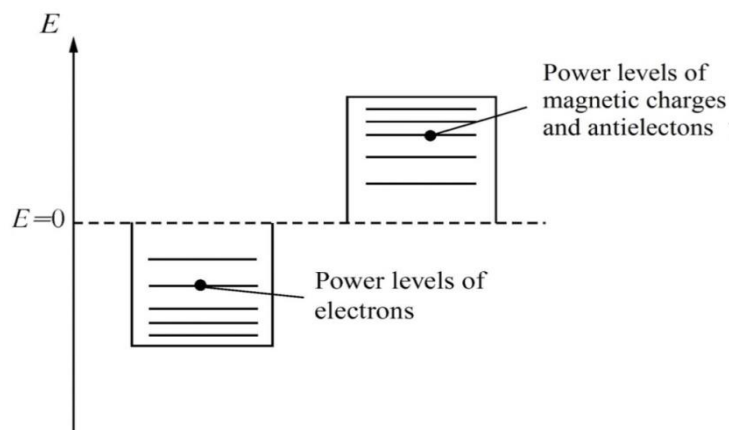 E
Power levels of
magnetic charges
and antielectons
E=0
Power levels of
electrons